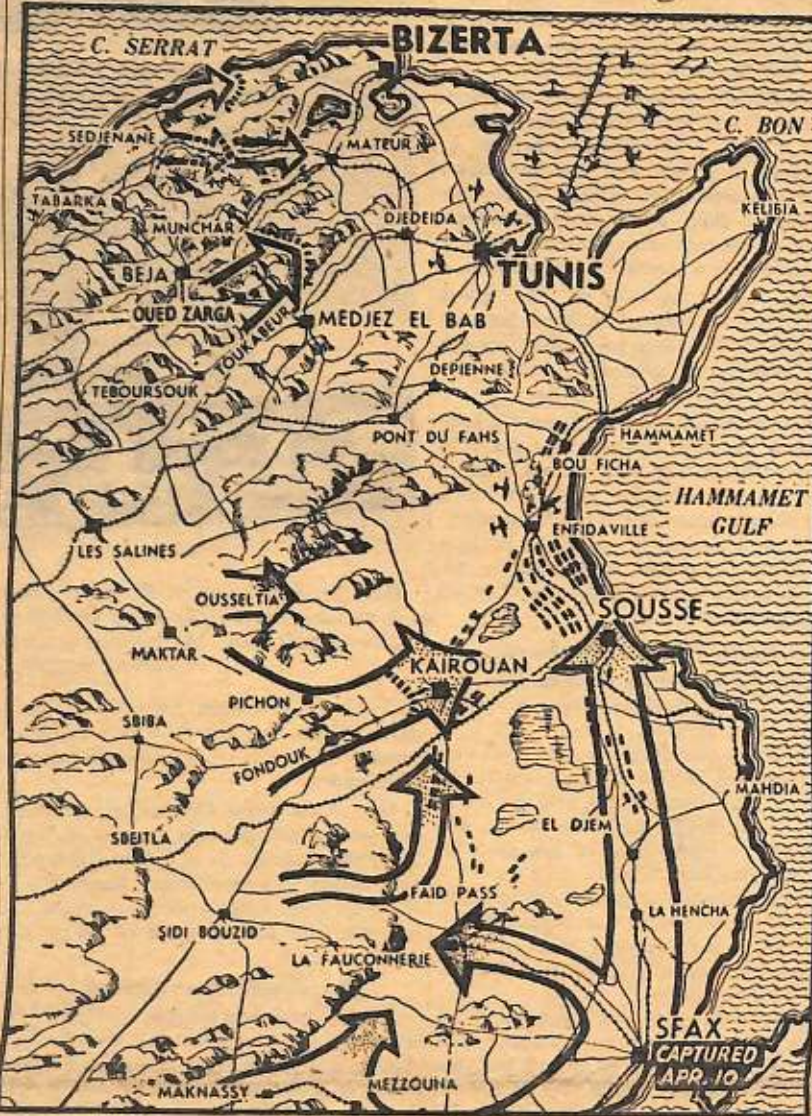 C. SERRAT
BIZERTA
C. BON
SEDJENANE
MATEUR
TABARKA
MUNCHAR
DJEDEIDA
KELIBIA
BEJA
TUNIS
OUED ZARGA
TOUKABEUR
MEDJEZ EL BAB
TEBOURSOUK
DEPIENNE
PONT DU FAHS
HAMMAMET
BOU FICHA
HAMMAMET
GULF
ENFIDAVILLE
LES SALINES
OUSSELTIA
SOUSSE
MAKTAR
KAIROUAN
PICHON
SBIBA
FONDOUK
MAHDIA
EL DJEM
SBEITLA
FAID PASS
LA HENCHA
SIDI BOUZID
LA FAUCONNERIE
SFAX
CAPTURED
APR. 10
MAKNASSY
MEZZOUNA